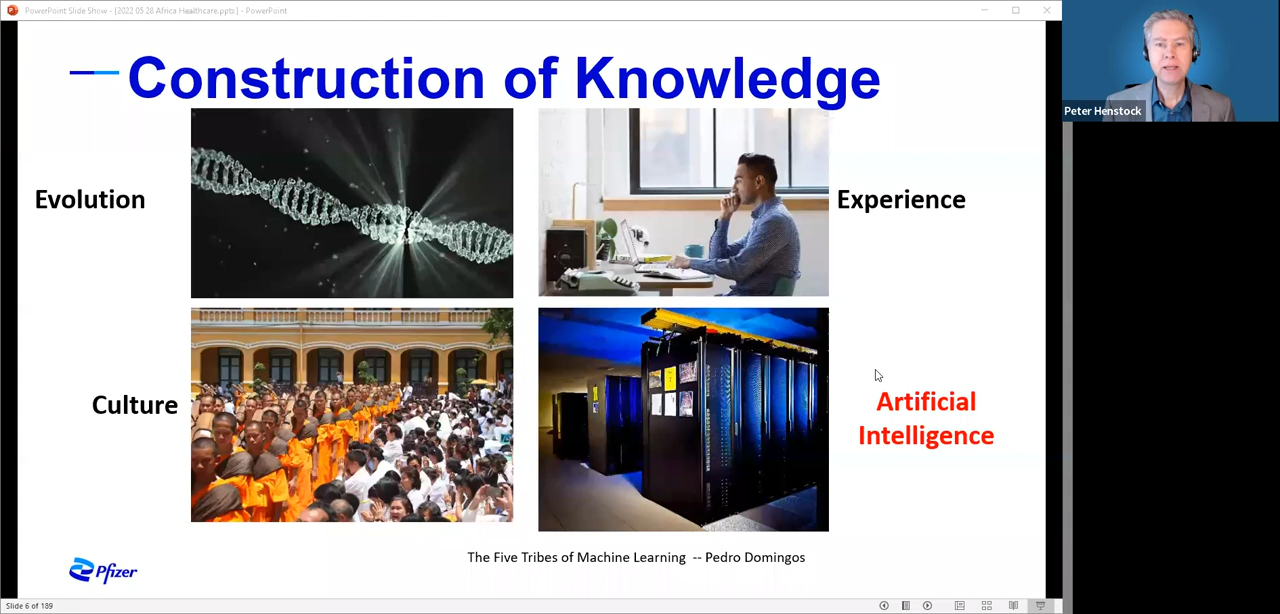 PowerPoint Slide Show - [2022 05 28 Africa Healthcare.pptx] - PowerPoint
Construction of Knowledge
Peter Henstock
Evolution
Experience
Culture
Artificial
Intelligence
The Five Tribes of Machine Learning -- Pedro Domingos
Pfizer
Slide 6 of 189